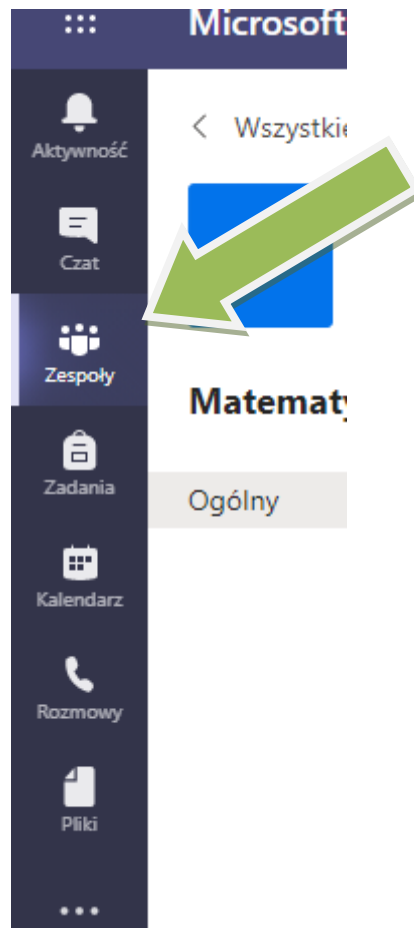 Microsoft
Aktywność
Wszystkie
Czat
Zespoły
Matematy
Zadania
Ogólny
Kalendarz
Rozmowy
Pliki